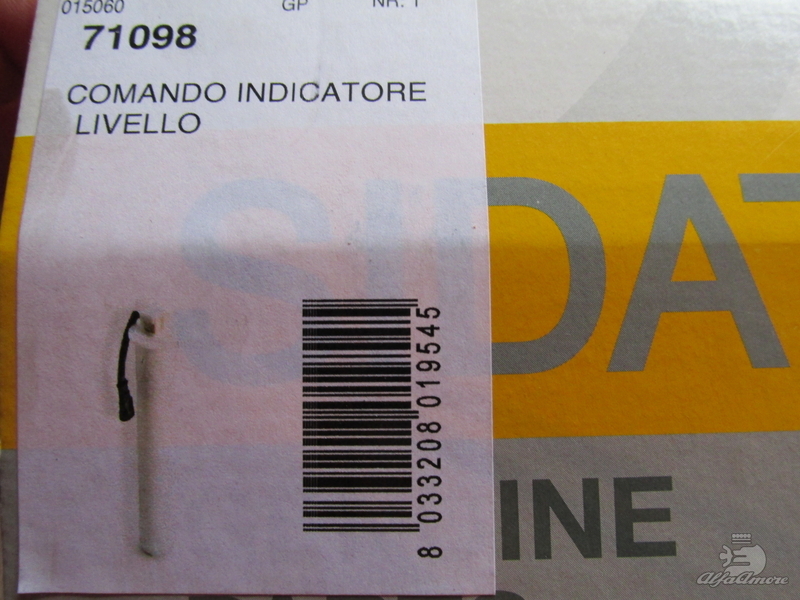 015060 GP NR. 1
71098
COMANDO INDICATORE
LIVELLO
SIDAT
8 033208 019545
INE
AlfaAmore